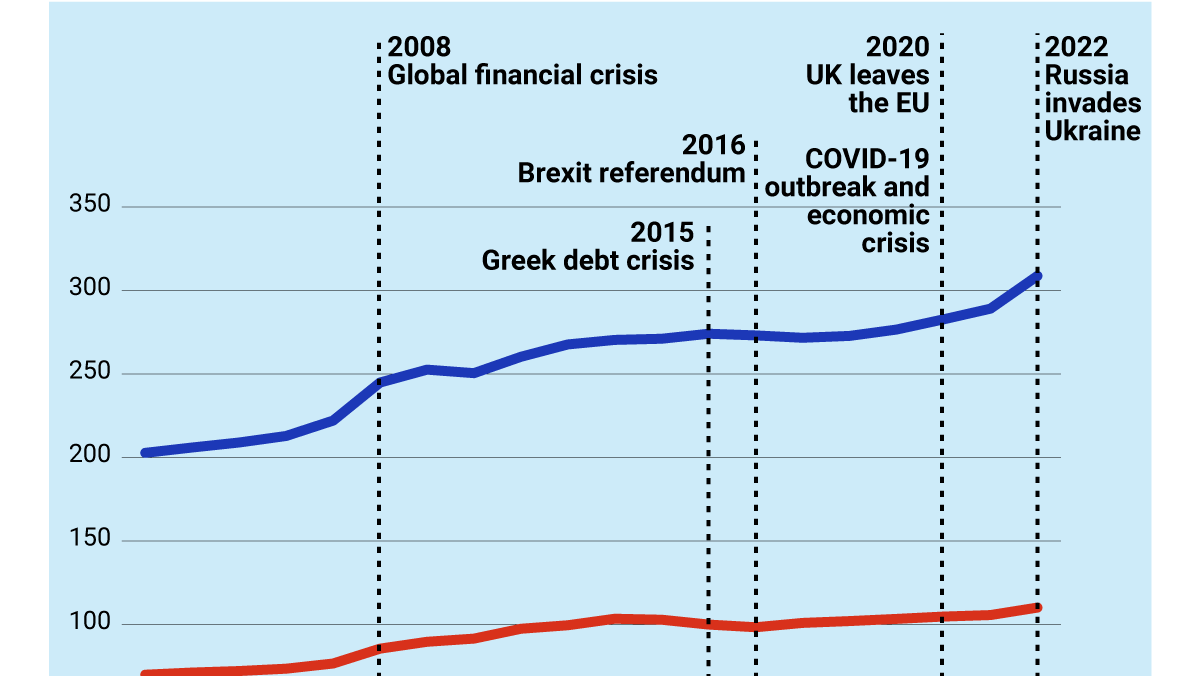 2008
Global financial crisis
2020
UK leaves
the EU
2022
Russia
invades
Ukraine
2016
Brexit referendum
COVID-19
outbreak and
economic
crisis
2015
Greek debt crisis
350
300
250
200
150
100